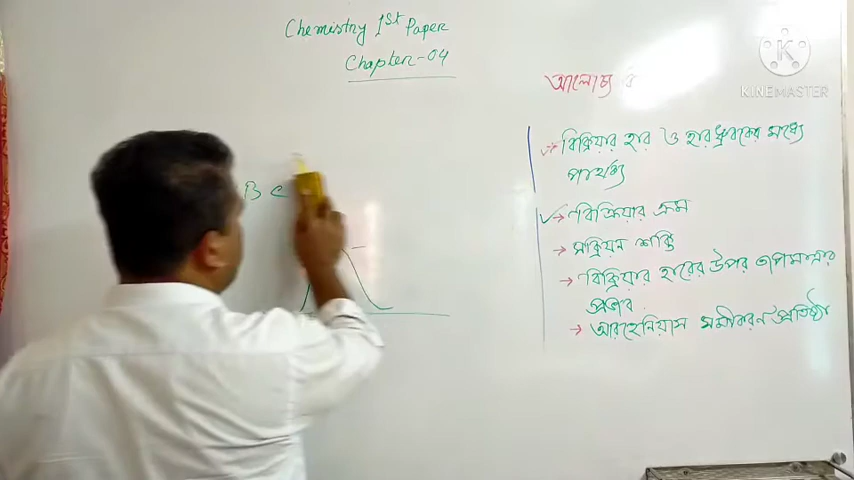 Chemistry 1st Paper
Chapter-04
আলোচ্য বি
→ বিক্রিয়ার হার ও হার ধ্রুবকের মধ্যে
পার্থক্য
→ বিক্রিয়ার ক্রম
→ সক্রিয়ন শক্তি
→ বিক্রিয়ার হারের উপর তাপমাত্রার
প্রভাব
→ আরহেনিয়াস সমীকরণ প্রতিষ্ঠা
B
KINEMASTER